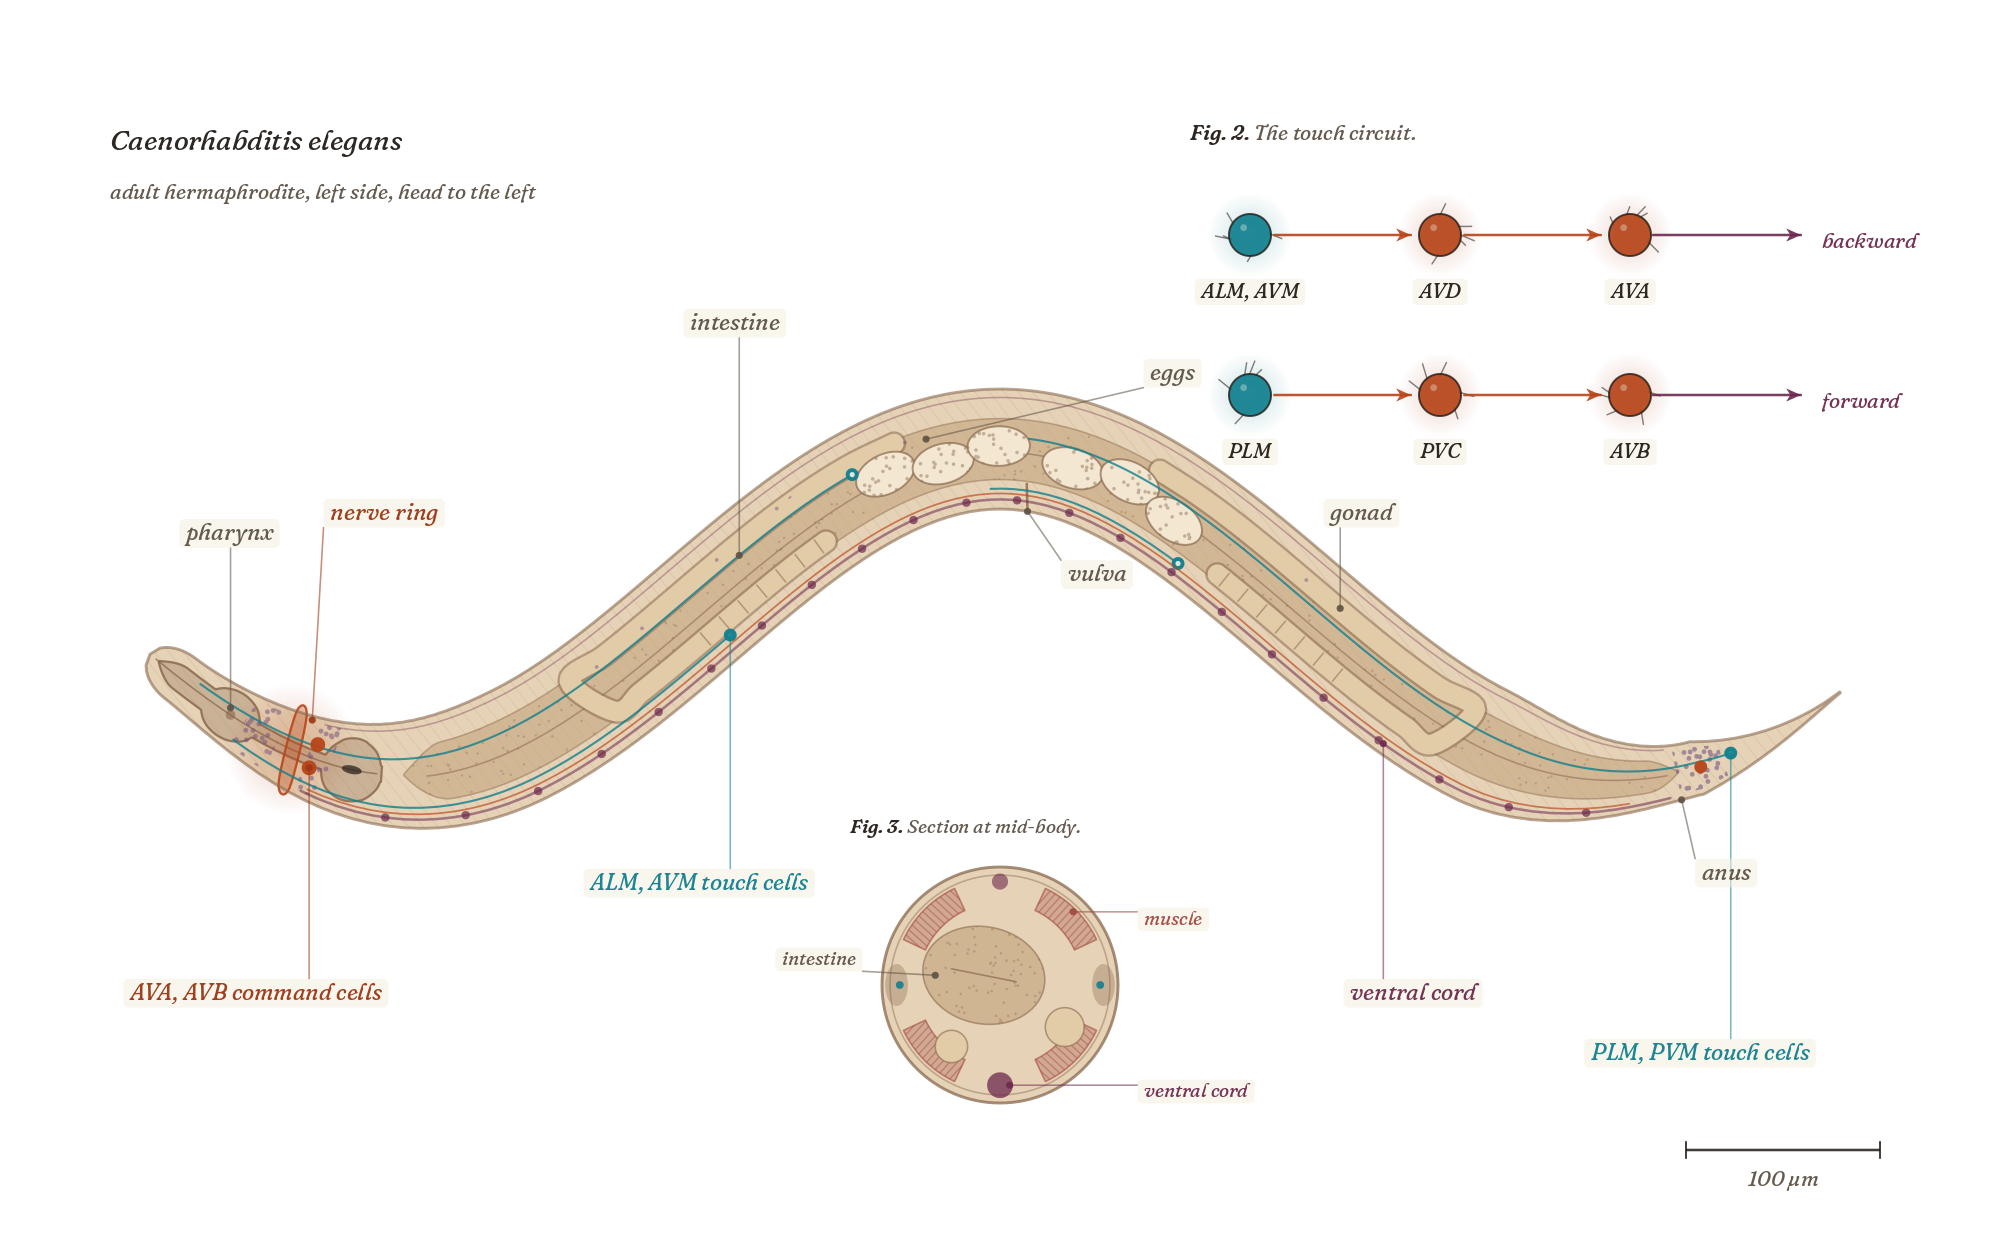 Caenorhabditis elegans
adult hermaphrodite, left side, head to the left
Fig. 2. The touch circuit.
backward
ALM, AVM
AVD
AVA
forward
PLM
PVC
AVB
intestine
eggs
nerve ring
pharynx
gonad
vulva
ALM, AVM touch cells
anus
AVA, AVB command cells
ventral cord
PLM, PVM touch cells
Fig. 3. Section at mid-body.
muscle
intestine
ventral cord
100 µm